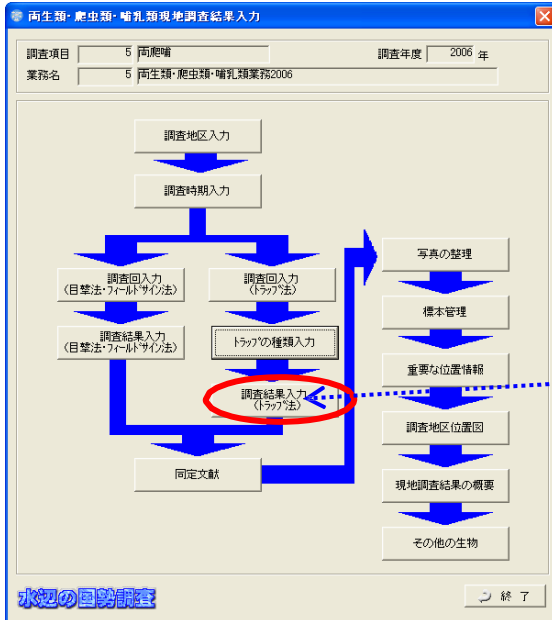 両生類・爬虫類・哺乳類現地調査結果入力
調査項目 5 両爬哺 調査年度 2006 年
業務名 5 両生類・爬虫類・哺乳類業務2006
調査地区入力
調査時期入力
調査回入力
(目撃法・フィールドサイン法)
調査回入力
(トラップ法)
調査結果入力
(目撃法・フィールドサイン法)
トラップの種類入力
調査結果入力
(トラップ法)
同定文献
写真の整理
標本管理
重要な位置情報
調査地区位置図
現地調査結果の概要
その他の生物
水辺の国勢調査
終 了